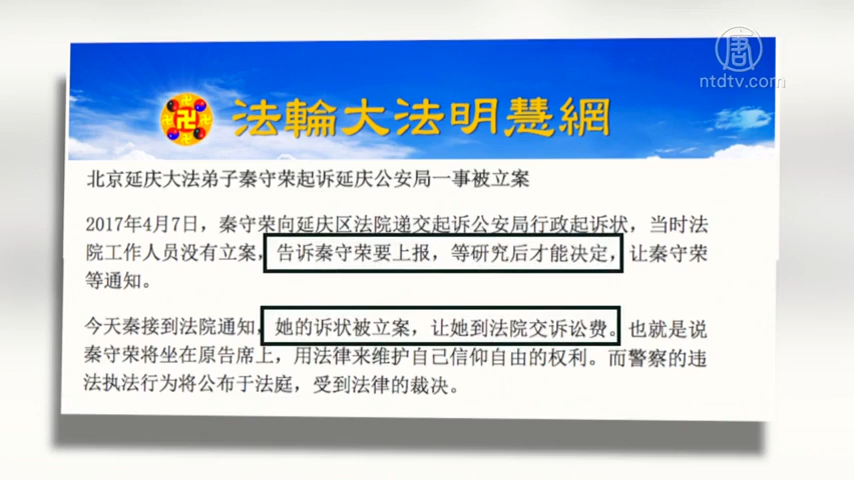 唐
ntdtv.com
法輪大法明慧網
北京延庆大法弟子秦守荣起诉延庆公安局一事被立案
2017年4月7日，秦守荣向延庆区法院递交起诉公安局行政起诉状，当时法
院工作人员没有立案，告诉秦守荣要上报，等研究后才能决定，让秦守荣
等通知。
今天秦接到法院通知，她的诉状被立案，让她到法院交诉讼费。也就是说
秦守荣将坐在原告席上，用法律来维护自己信仰自由的权利。而警察的违
法执法行为将公布于法庭，受到法律的裁决。